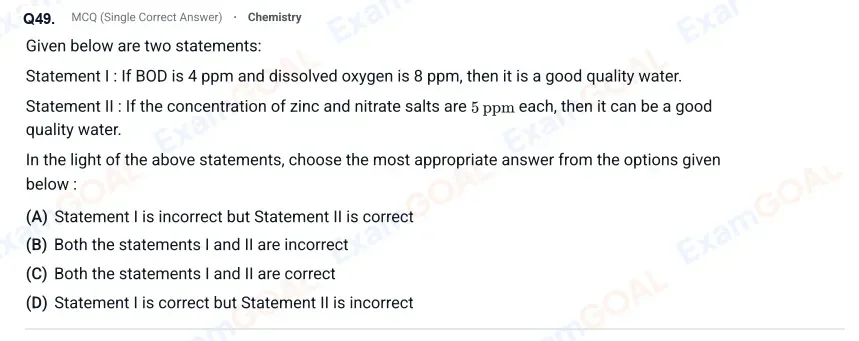 Q49. MCQ (Single Correct Answer) · Chemistry
Given below are two statements:
Statement I : If BOD is 4 ppm and dissolved oxygen is 8 ppm, then it is a good quality water.
Statement II : If the concentration of zinc and nitrate salts are 5 ppm each, then it can be a good
quality water.
In the light of the above statements, choose the most appropriate answer from the options given
below :
(A) Statement I is incorrect but Statement II is correct
(B) Both the statements I and II are incorrect
(C) Both the statements I and II are correct
(D) Statement I is correct but Statement II is incorrect